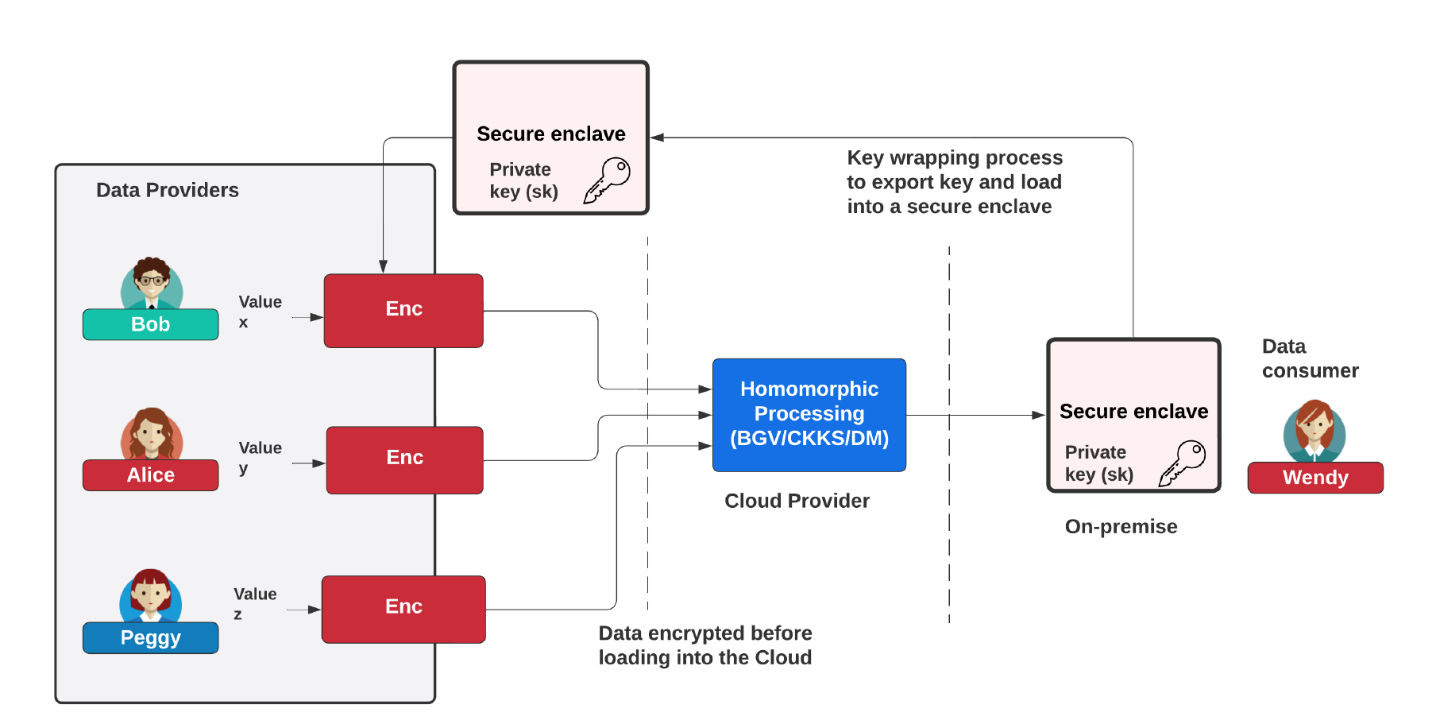 Secure enclave
Private
key (sk)
Key wrapping process
to export key and load
into a secure enclave
Data Providers
Bob
Value
x
Enc
Alice
Value
y
Enc
Peggy
Value
z
Enc
Homomorphic
Processing
(BGV/CKKS/DM)
Cloud Provider
Data encrypted before
loading into the Cloud
Secure enclave
Private
key (sk)
On-premise
Data
consumer
Wendy